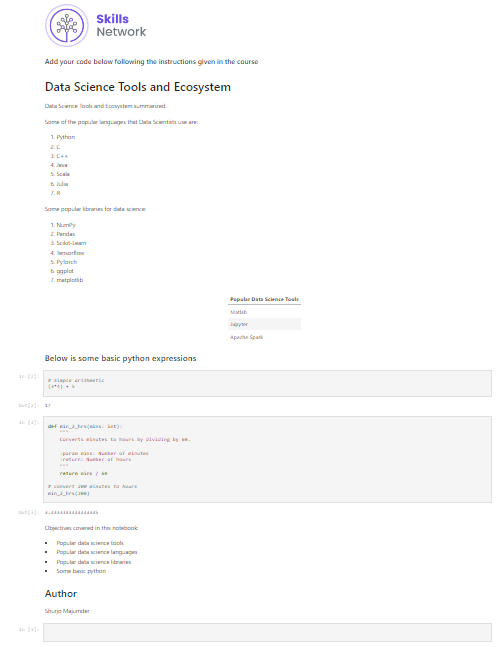 Skills
Network
Add your code below following the instructions given in the course
Data Science Tools and Ecosystem
Data Science Tools and Ecosystem summarized.
Some of the popular languages that Data Scientists use are:
1. Python
2. C
3. C++
4. Java
5. Scala
6. Julia
7. R
Some popular libraries for data science:
1. NumPy
2. Pandas
3. Scikit-Learn
4. Tensorflow
5. PyTorch
6. ggplot
7. matplotlib
Popular Data Science Tools
Matlab
Jupyter
Apache Spark
Below is some basic python expressions
In [2]:
# Simple arithmetic
(3*4) + 5
Out[2]: 17
def min_2_hrs(mins: int):
"""
Converts minutes to hours by dividing by 60.
:param mins: Number of minutes
:return: Number of hours
"""
return mins / 60
# convert 200 minutes to hours
min_2_hrs(200)
3.3333333333333335
Objectives covered in this notebook:
• Popular data science tools
• Popular data science languages
• Popular data science libraries
• Some basic python
Author
Shurjo Majumder